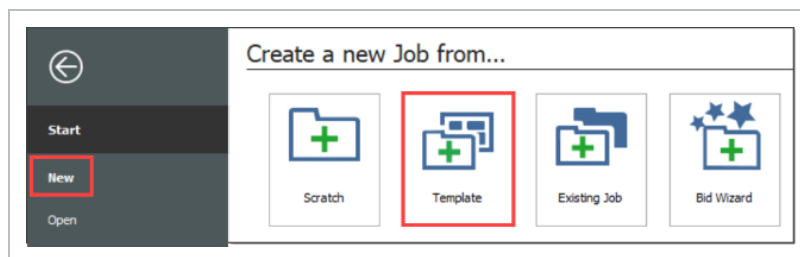 Create a new Job from...
Start
New
Open
Scratch
Template
Existing Job
Bid Wizard